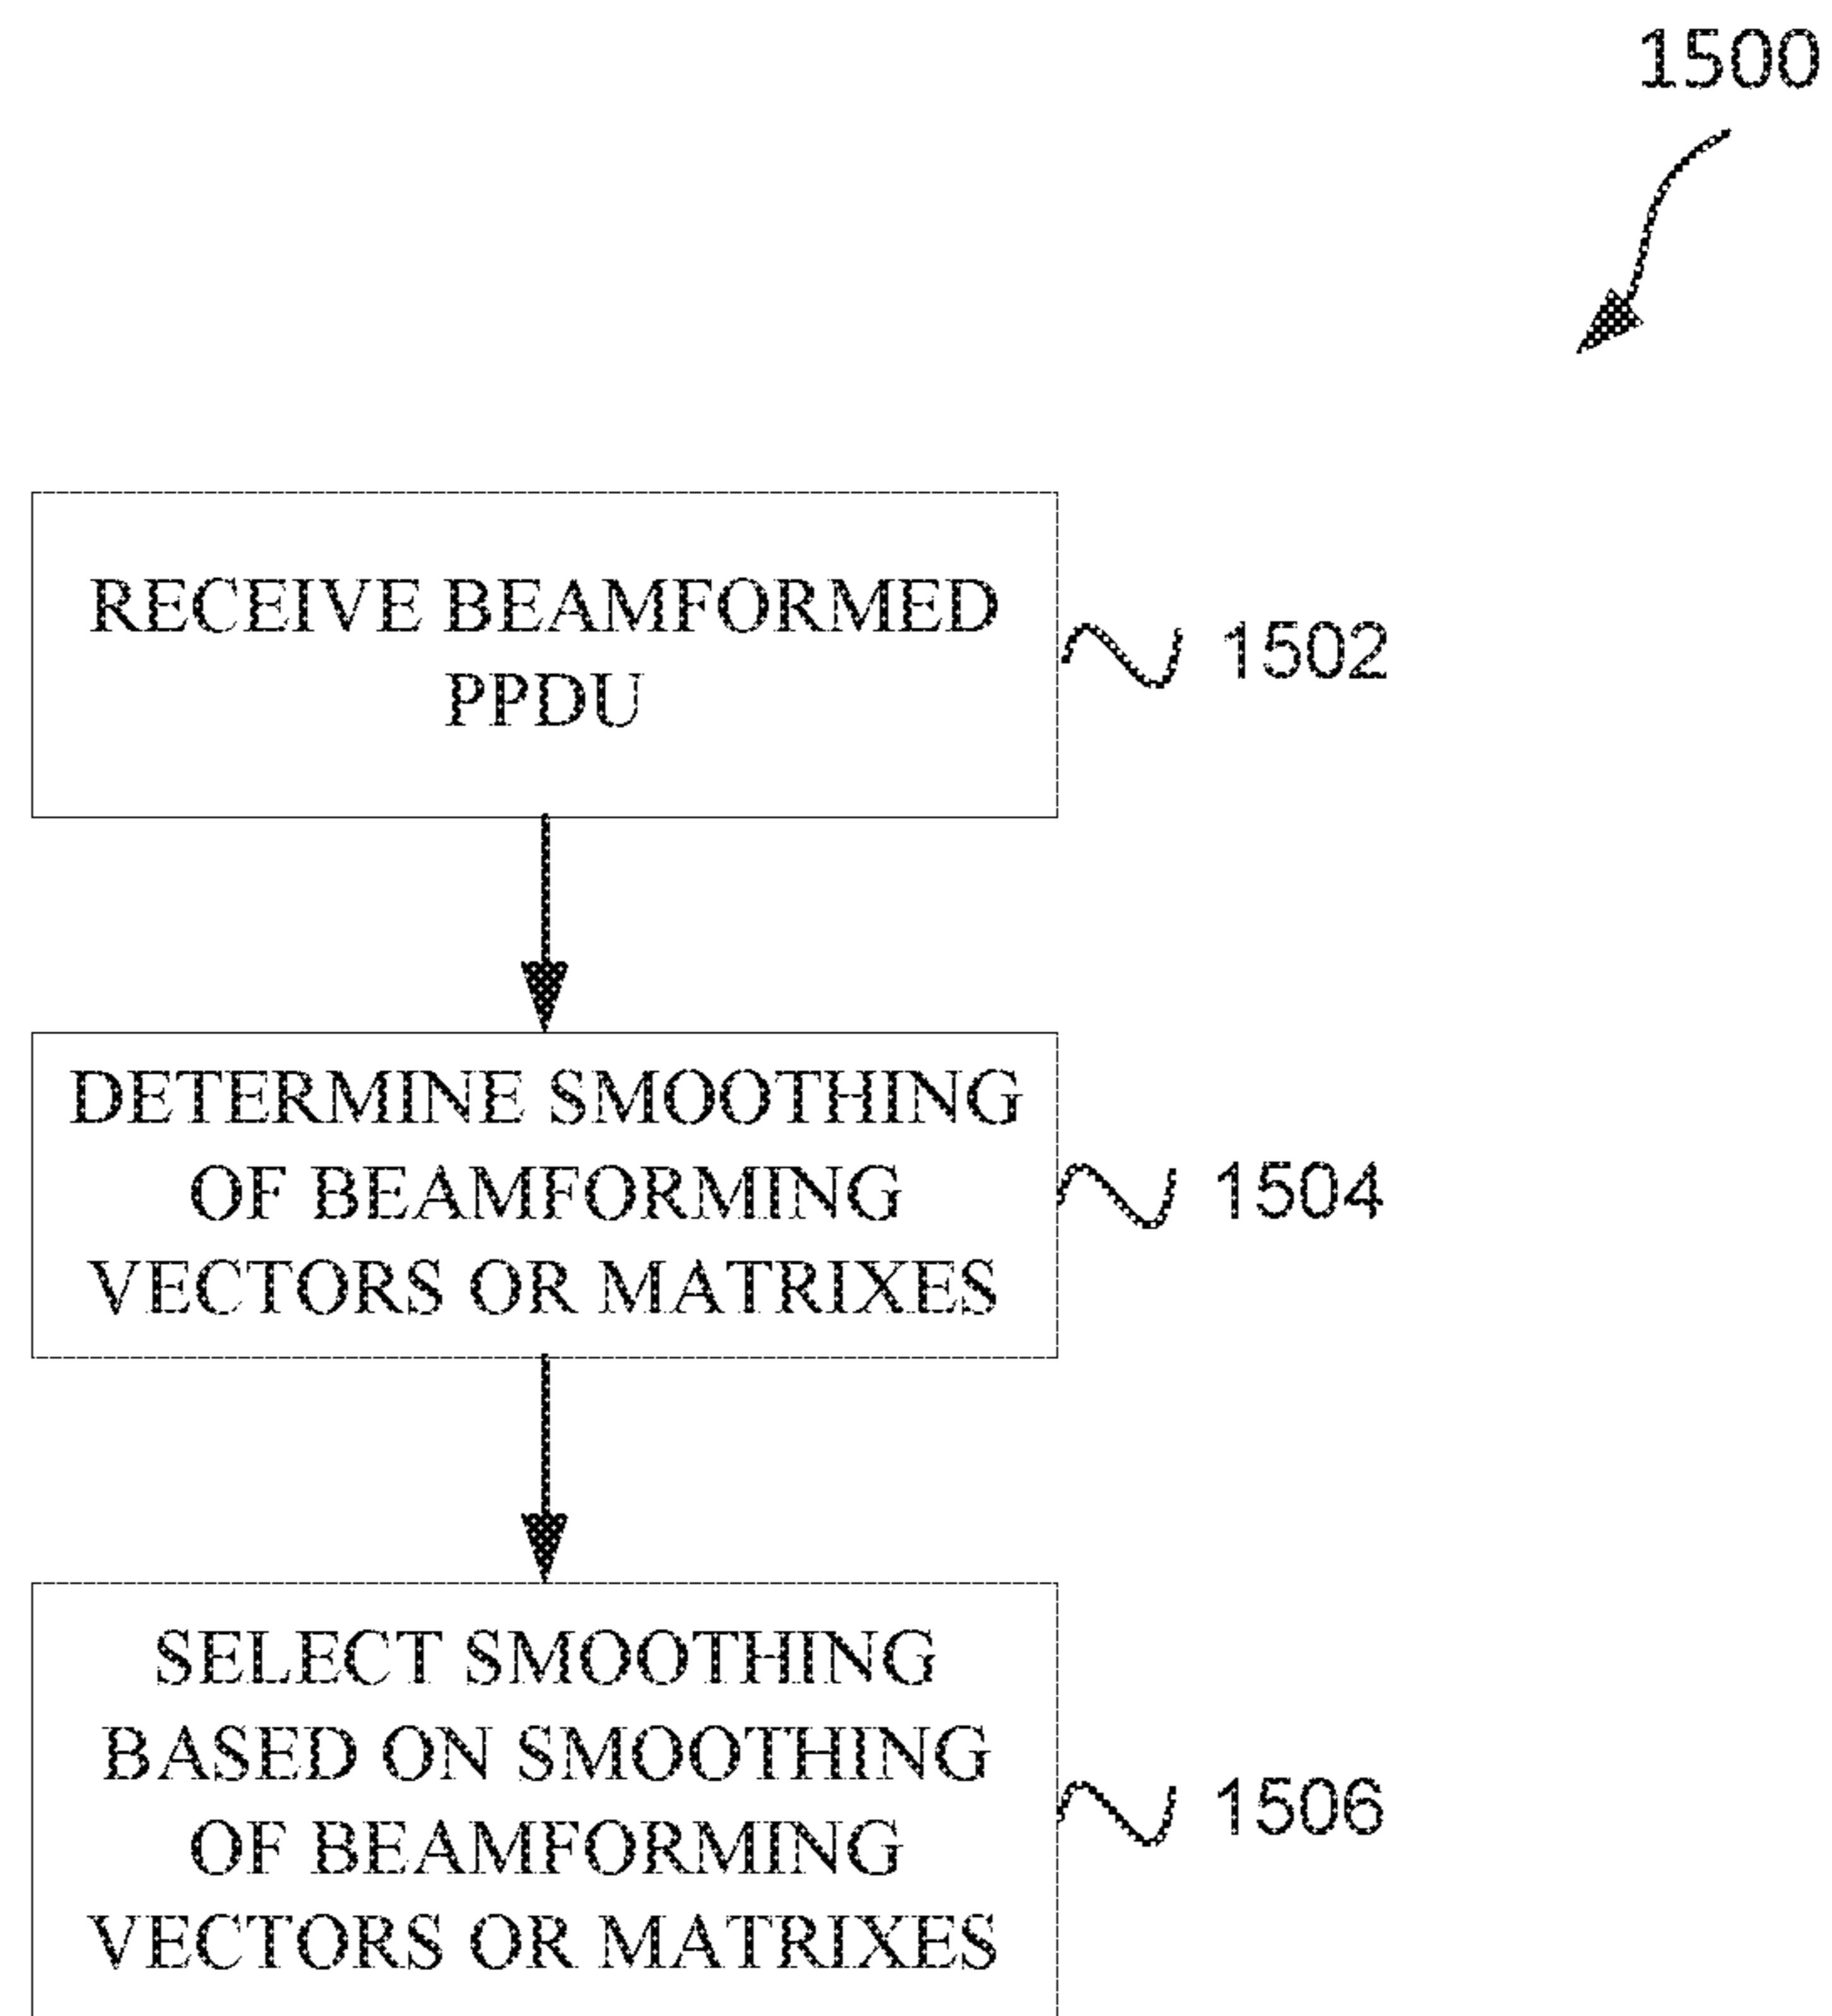 1500
RECEIVE BEAMFORMED
PPDU
1502
DETERMINE SMOOTHING
OF BEAMFORMING
VECTORS OR MATRIXES
1504
SELECT SMOOTHING
BASED ON SMOOTHING
OF BEAMFORMING
VECTORS OR MATRIXES
1506